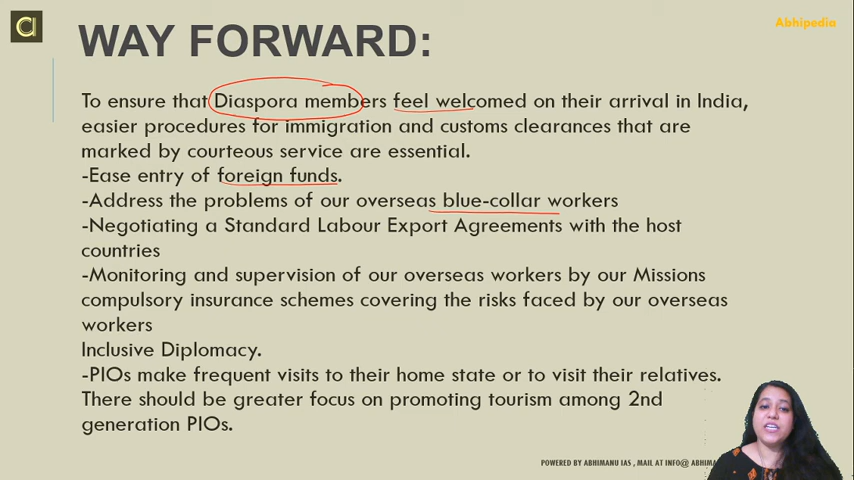 a
Abhipedia
WAY FORWARD:
To ensure that Diaspora members feel welcomed on their arrival in India,
easier procedures for immigration and customs clearances that are
marked by courteous service are essential.
-Ease entry of foreign funds.
-Address the problems of our overseas blue-collar workers
-Negotiating a Standard Labour Export Agreements with the host
countries
-Monitoring and supervision of our overseas workers by our Missions
compulsory insurance schemes covering the risks faced by our overseas
workers
Inclusive Diplomacy.
-PIOs make frequent visits to their home state or to visit their relatives.
There should be greater focus on promoting tourism among 2nd
generation PIOs.
POWERED BY ABHIMANU IAS , MAIL AT INFO@ ABHIM